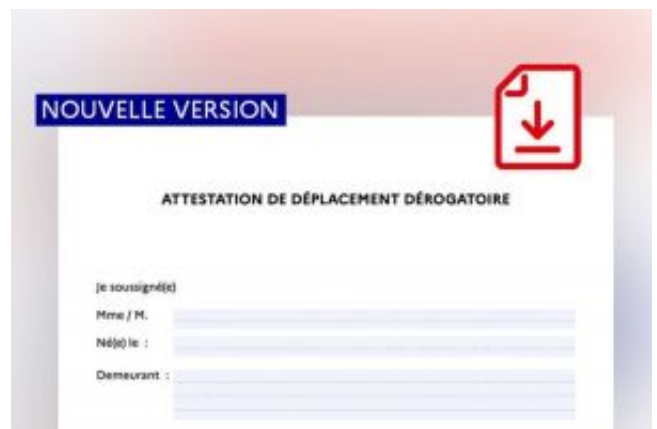 NOUVELLE VERSION
ATTESTATION DE DÉPLACEMENT DÉROGATOIRE
Je soussigné(e)
Mme / M.
Né(e) le :
Demeurant :